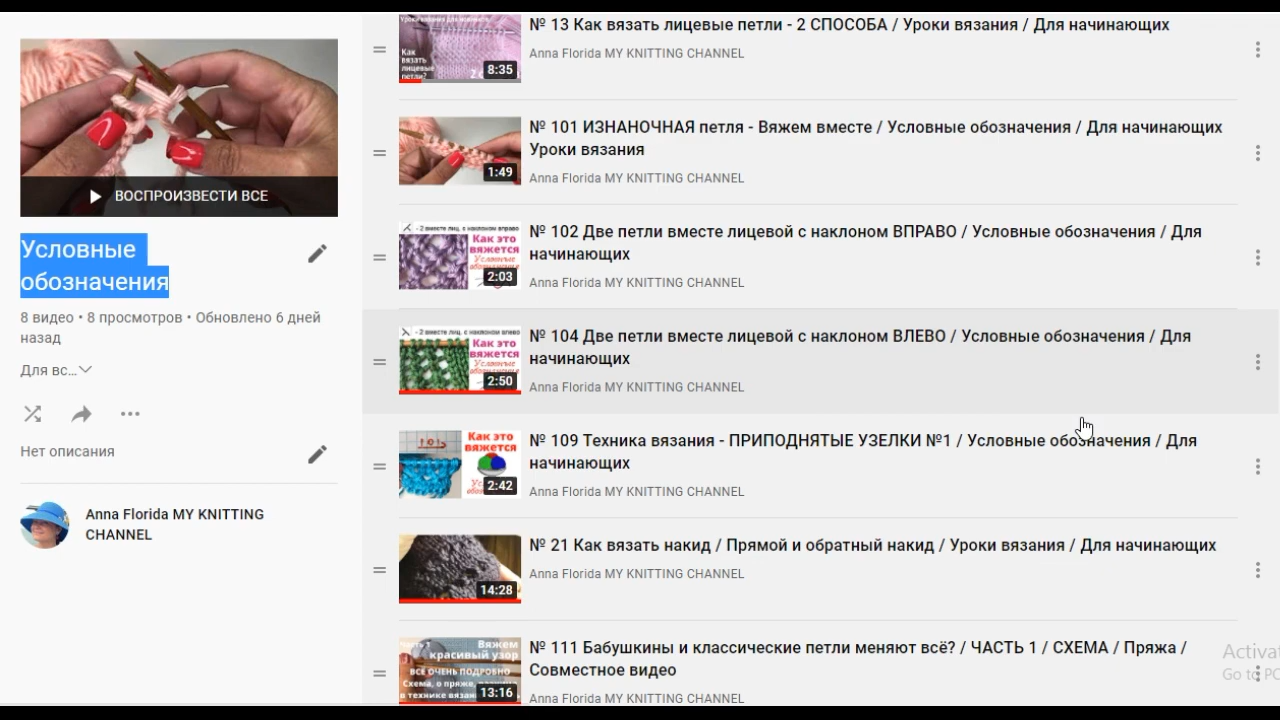 ВОСПРОИЗВЕСТИ ВСЕ
Условные
обозначения
8 видео • 8 просмотров • Обновлено 6 дней
назад
Для вс...
Нет описания
Anna Florida MY KNITTING
CHANNEL
Как
вязать
лицевые
петли?
8:35
№ 13 Как вязать лицевые петли - 2 СПОСОБА / Уроки вязания / Для начинающих
Anna Florida MY KNITTING CHANNEL
1:49
№ 101 ИЗНАНОЧНАЯ петля - Вяжем вместе / Условные обозначения / Для начинающих
Уроки вязания
Anna Florida MY KNITTING CHANNEL
- 2 вместе лиц. с наклоном вправо
Как это
вяжется
Условные
2:03
№ 102 Две петли вместе лицевой с наклоном ВПРАВО / Условные обозначения / Для
начинающих
Anna Florida MY KNITTING CHANNEL
- 2 вместе лиц. с наклоном влево
Как это
вяжется
Условные
2:50
№ 104 Две петли вместе лицевой с наклоном ВЛЕВО / Условные обозначения / Для
начинающих
Anna Florida MY KNITTING CHANNEL
Как это
вяжется
2:42
№ 109 Техника вязания - ПРИПОДНЯТЫЕ УЗЕЛКИ №1 / Условные обозначения / Для
начинающих
Anna Florida MY KNITTING CHANNEL
14:28
№ 21 Как вязать накид / Прямой и обратный накид / Уроки вязания / Для начинающих
Anna Florida MY KNITTING CHANNEL
Вяжем
красивый узор
ВСЁ ОЧЕНЬ ПОДРОБНО
Схема, о пряже,
в технике вязан
13:16
№ 111 Бабушкины и классические петли меняют всё? / ЧАСТЬ 1 / СХЕМА / Пряжа /
Совместное видео
Anna Florida MY KNITTING CHANNEL
Activat
Go to PC